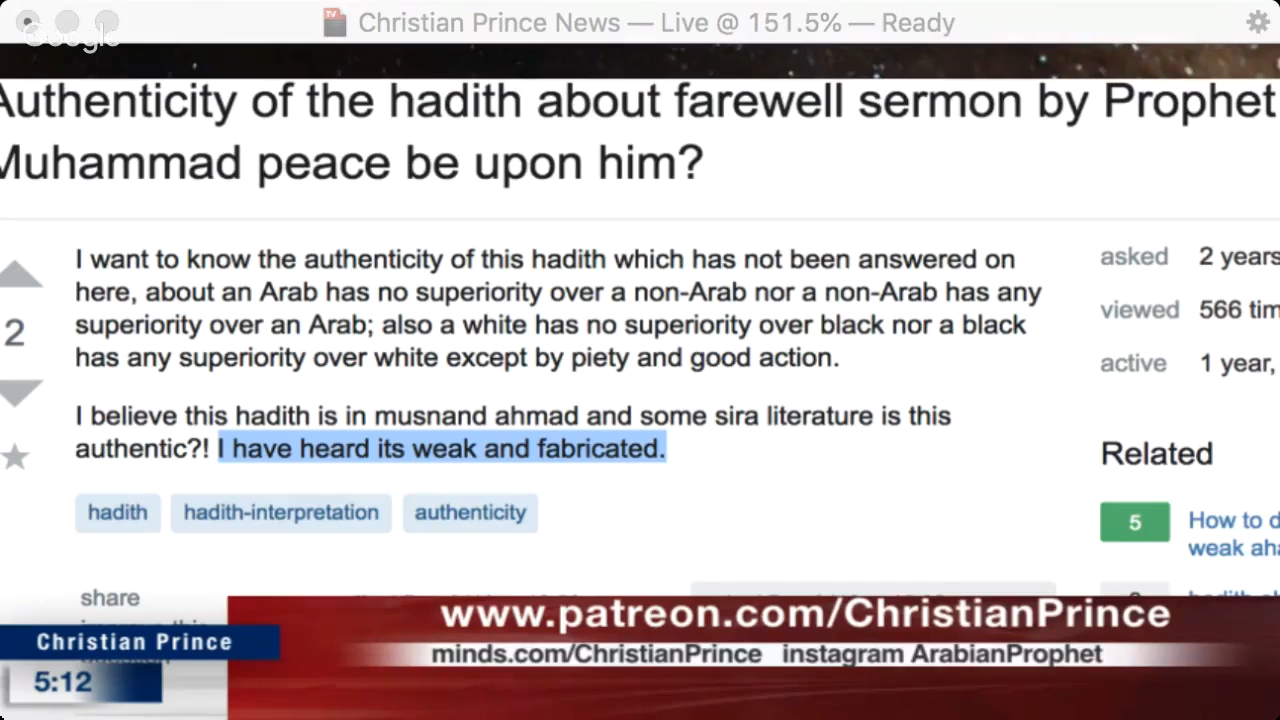 Christian Prince News — Live @ 151.5% — Ready
Google
Authenticity of the hadith about farewell sermon by Prophet
Muhammad peace be upon him?
I want to know the authenticity of this hadith which has not been answered on
here, about an Arab has no superiority over a non-Arab nor a non-Arab has any
superiority over an Arab; also a white has no superiority over black nor a black
has any superiority over white except by piety and good action.
2
I believe this hadith is in musnand ahmad and some sira literature is this
authentic?! I have heard its weak and fabricated.
hadith hadith-interpretation authenticity
asked 2 years
viewed 566 tim
active 1 year,
Related
5 How to d
weak aha
share
www.patreon.com/ChristianPrince
minds.com/ChristianPrince instagram ArabianProphet
Christian Prince
5:12